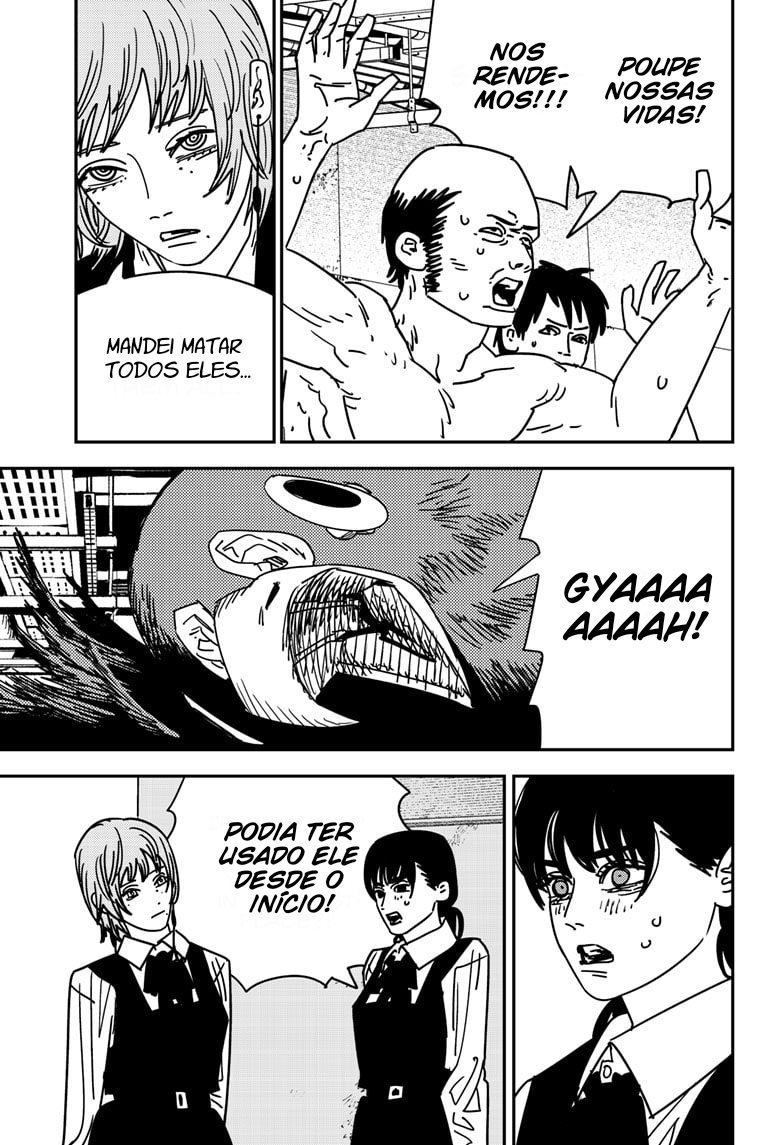 POUPE
NOSSAS
VIDAS!
NOS
RENDE-
MOS!!!
MANDEI MATAR
TODOS ELES...
GYAAAA
AAAAH!
PODIA TER
USADO ELE
DESDE O
INÍCIO!